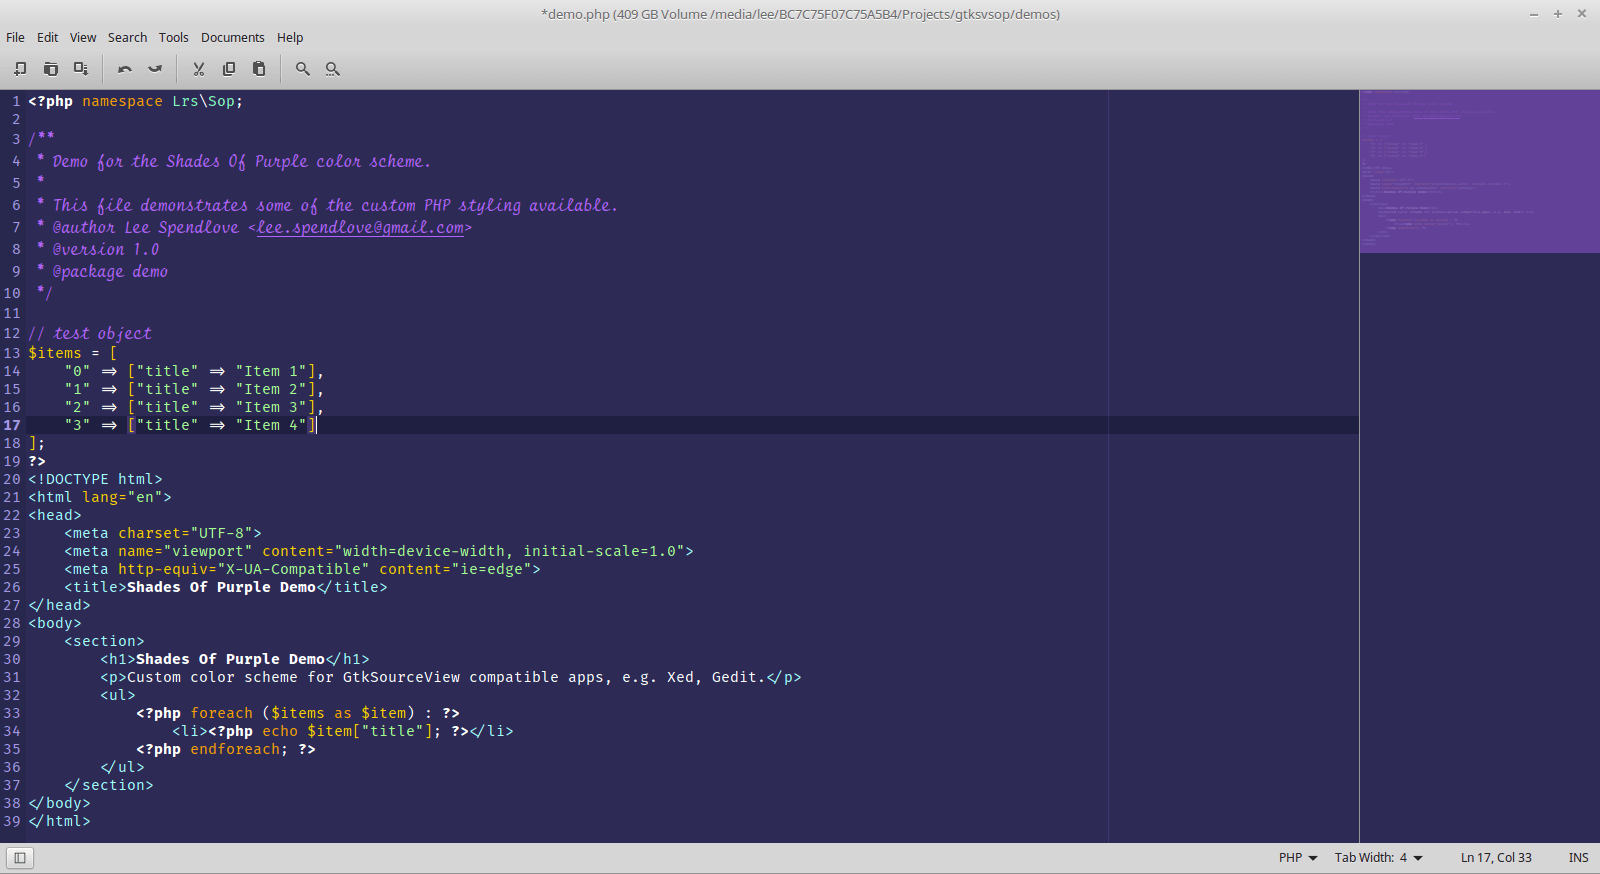 *demo.php (409 GB Volume /media/lee/BC7C75F07C75A5B4/Projects/gtksvsop/demos)
File Edit View Search Tools Documents Help
1 <?php namespace Lrs\Sop;
2
3 /**
4  * Demo for the Shades Of Purple color scheme.
5  *
6  * This file demonstrates some of the custom PHP styling available.
7  * @author Lee Spendlove <lee.spendlove@gmail.com>
8  * @version 1.0
9  * @package demo
10  */
11
12 // test object
13 $items = [
14     "0" => ["title" => "Item 1"],
15     "1" => ["title" => "Item 2"],
16     "2" => ["title" => "Item 3"],
17     "3" => ["title" => "Item 4"]
18 ];
19 ?>
20 <!DOCTYPE html>
21 <html lang="en">
22 <head>
23     <meta charset="UTF-8">
24     <meta name="viewport" content="width=device-width, initial-scale=1.0">
25     <meta http-equiv="X-UA-Compatible" content="ie=edge">
26     <title>Shades Of Purple Demo</title>
27 </head>
28 <body>
29     <section>
30         <h1>Shades Of Purple Demo</h1>
31         <p>Custom color scheme for GtkSourceView compatible apps, e.g. Xed, Gedit.</p>
32         <ul>
33             <?php foreach ($items as $item) : ?>
34                 <li><?php echo $item["title"]; ?></li>
35             <?php endforeach; ?>
36         </ul>
37     </section>
38 </body>
39 </html>
PHP Tab Width: 4 Ln 17, Col 33 INS